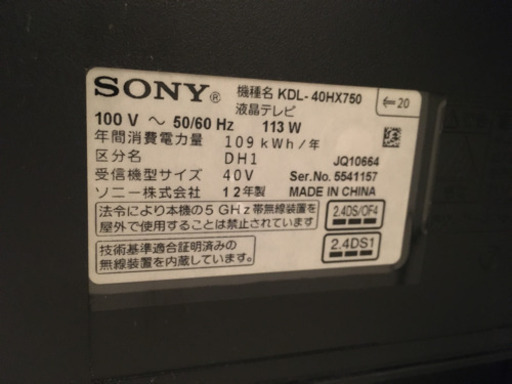 SONY®
機種名 KDL-40HX750
液晶テレビ
⇐20
100 V ～ 50/60 Hz 113 W
年間消費電力量 109 kWh/年
区分名 DH1 JQ10664
受信機型サイズ 40V Ser.No. 5541157
ソニー株式会社 12年製 MADE IN CHINA
法令により本機の5 GHz帯無線装置を
屋外で使用することは禁止されています。
2.4DS/OF4
技術基準適合証明済みの
無線装置を内蔵しています。
2.4DS1